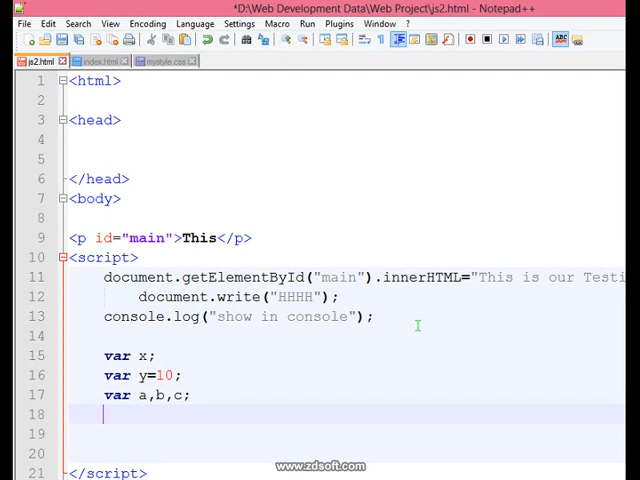 *D:\Web Development Data\Web Project\js2.html - Notepad++
File Edit Search View Encoding Language Settings Macro Run Plugins Window ?
js2.html index.html mystyle.css
1 <html>
2
3 <head>
4
5
6 </head>
7 <body>
8
9 <p id="main">This</p>
10 <script>
11 document.getElementById("main").innerHTML="This is our Testi
12 document.write("HHHH");
13 console.log("show in console");
14
15 var x;
16 var y=10;
17 var a,b,c;
18
19
20
www.zdsoft.com
21 </script>